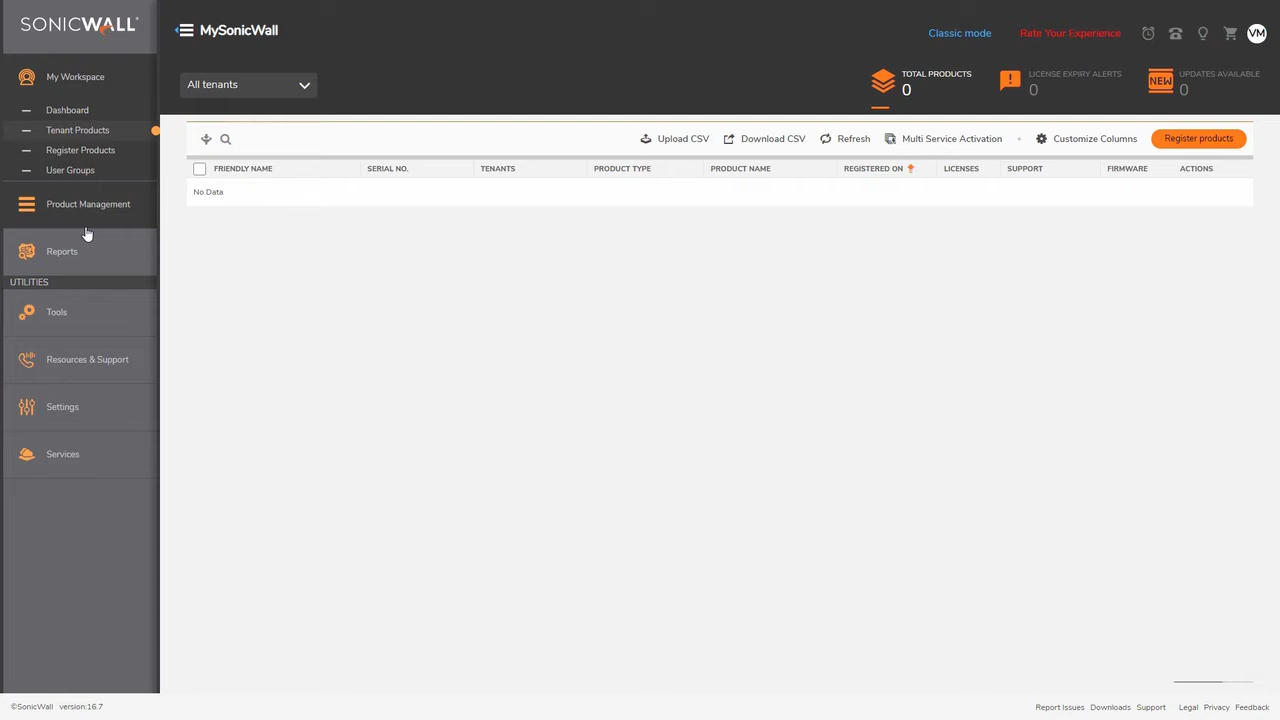 SONICWALL
MySonicWall
Classic mode
Rate Your Experience
VM
My Workspace
Dashboard
Tenant Products
Register Products
User Groups
Product Management
Reports
UTILITIES
Tools
Resources & Support
Settings
Services
All tenants
TOTAL PRODUCTS
0
LICENSE EXPIRY ALERTS
0
NEW
UPDATES AVAILABLE
0
Upload CSV
Download CSV
Refresh
Multi Service Activation
Customize Columns
Register products
FRIENDLY NAME SERIAL NO. TENANTS PRODUCT TYPE PRODUCT NAME REGISTERED ON LICENSES SUPPORT FIRMWARE ACTIONS
No Data
©SonicWall version:16.7
Report Issues Downloads Support Legal Privacy Feedback